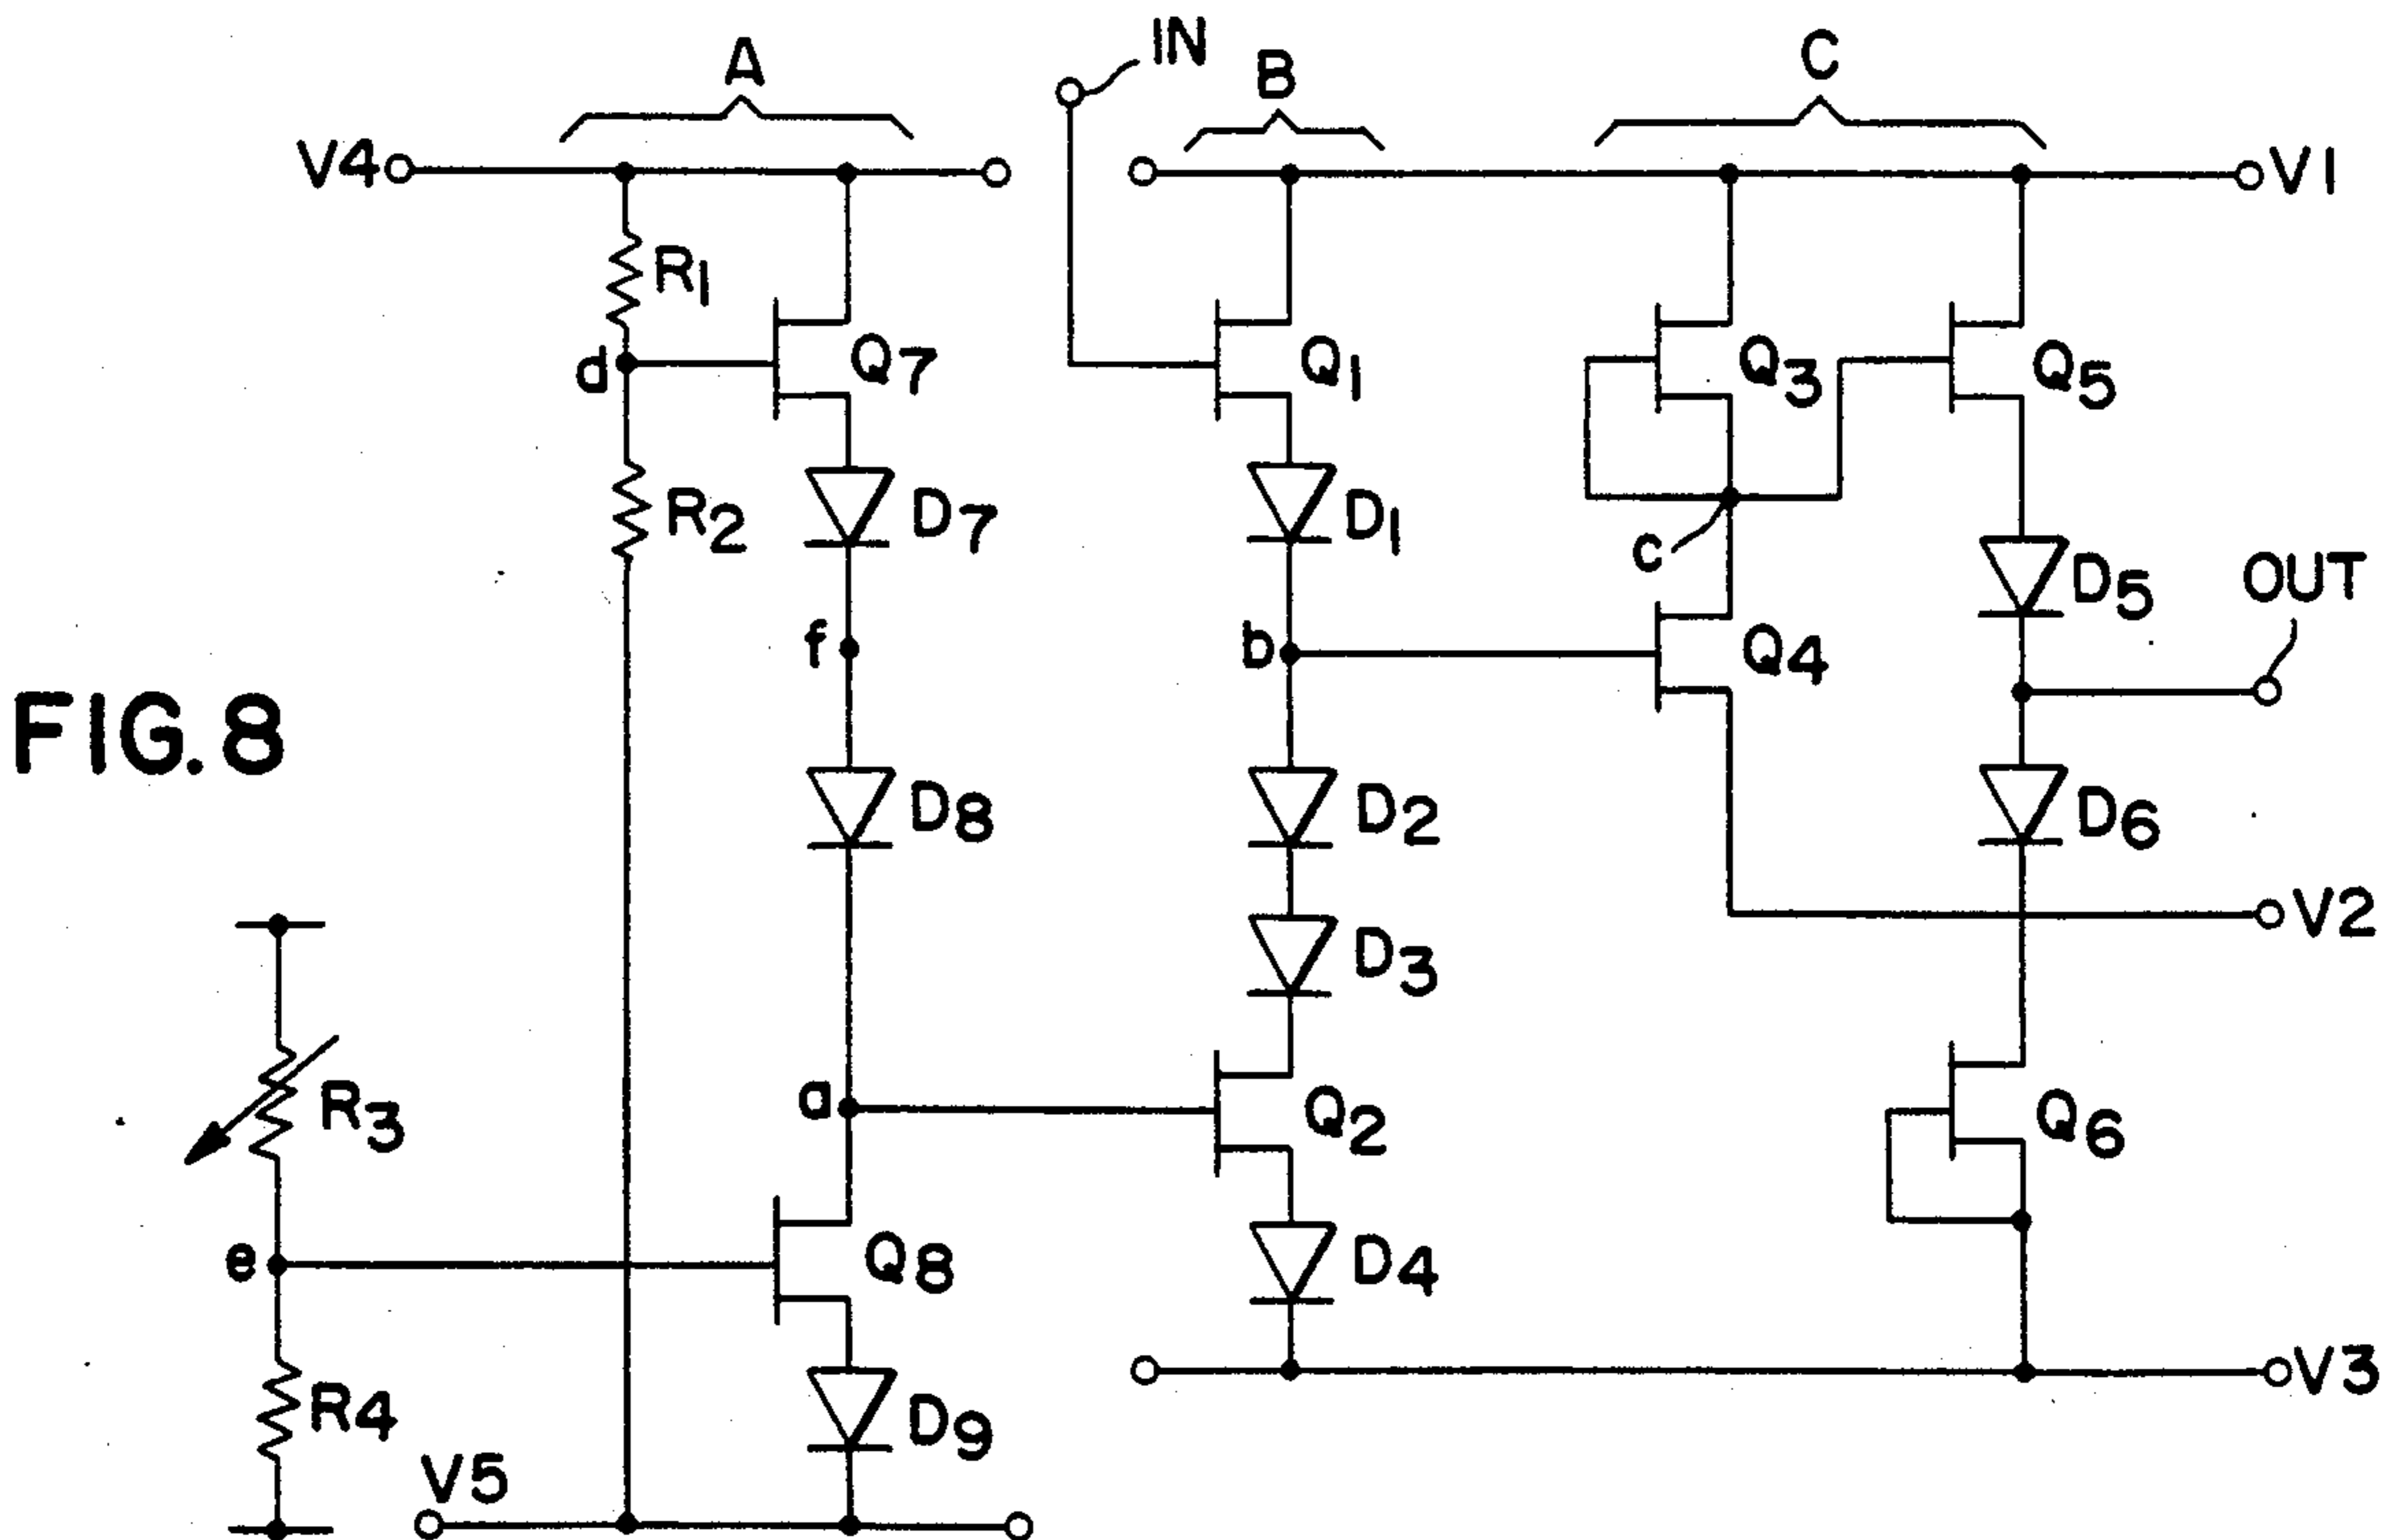 A
IN
B
C
V4
V1
R1
d
Q7
Q1
Q3
Q5
R2
D7
D1
c
D5
OUT
f
b
Q4
FIG. 8
D8
D2
D6
V2
D3
R3
a
Q2
Q6
e
Q8
D4
R4
D9
V3
V5